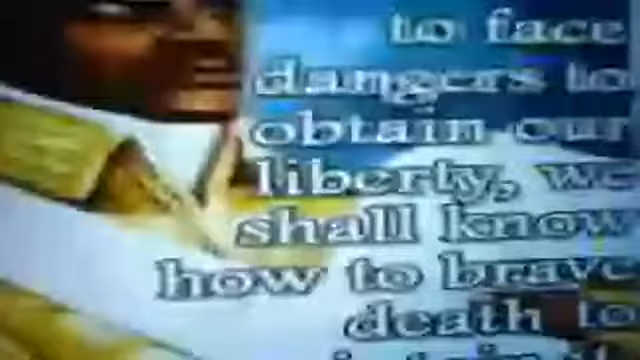 to face
dangers to
obtain our
liberty, we
shall know
how to brave
death to